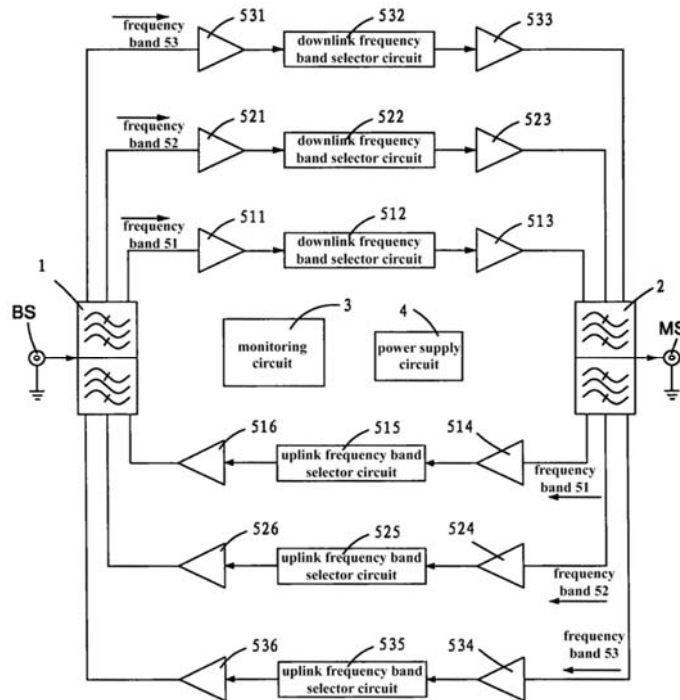 531
532
533
frequency
band 53
downlink frequency
band selector circuit
521
522
523
frequency
band 52
downlink frequency
band selector circuit
511
512
513
frequency
band 51
downlink frequency
band selector circuit
1
2
BS
MS
3
monitoring
circuit
4
power supply
circuit
516
515
514
uplink frequency band
selector circuit
frequency
band 51
526
525
524
uplink frequency band
selector circuit
frequency
band 52
536
535
534
uplink frequency band
selector circuit
frequency
band 53